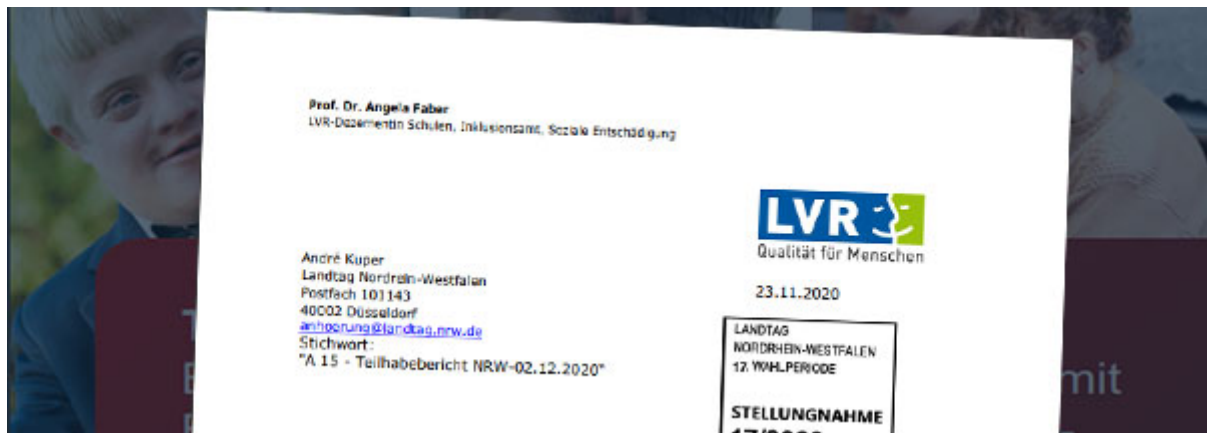 Prof. Dr. Angela Faber
LVR-Dezernentin Schulen, Inklusionsamt, Soziale Entschädigung
LVR
Qualität für Menschen
André Kuper
Landtag Nordrein-Westfalen
Postfach 101143
40002 Düsseldorf
anhoerung@landtag.nrw.de
Stichwort:
"A 15 - Teilhabebericht NRW-02.12.2020"
23.11.2020
LANDTAG
NORDRHEIN-WESTFALEN
17. WAHLPERIODE
STELLUNGNAHME
mit